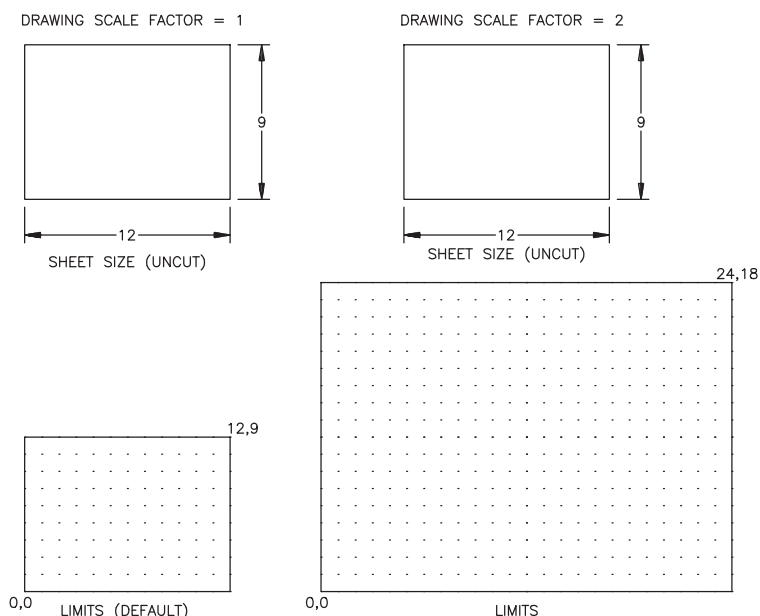 DRAWING SCALE FACTOR = 1
DRAWING SCALE FACTOR = 2
9
9
12
12
SHEET SIZE (UNCUT)
SHEET SIZE (UNCUT)
24,18
12,9
0,0
LIMITS (DEFAULT)
0,0
LIMITS